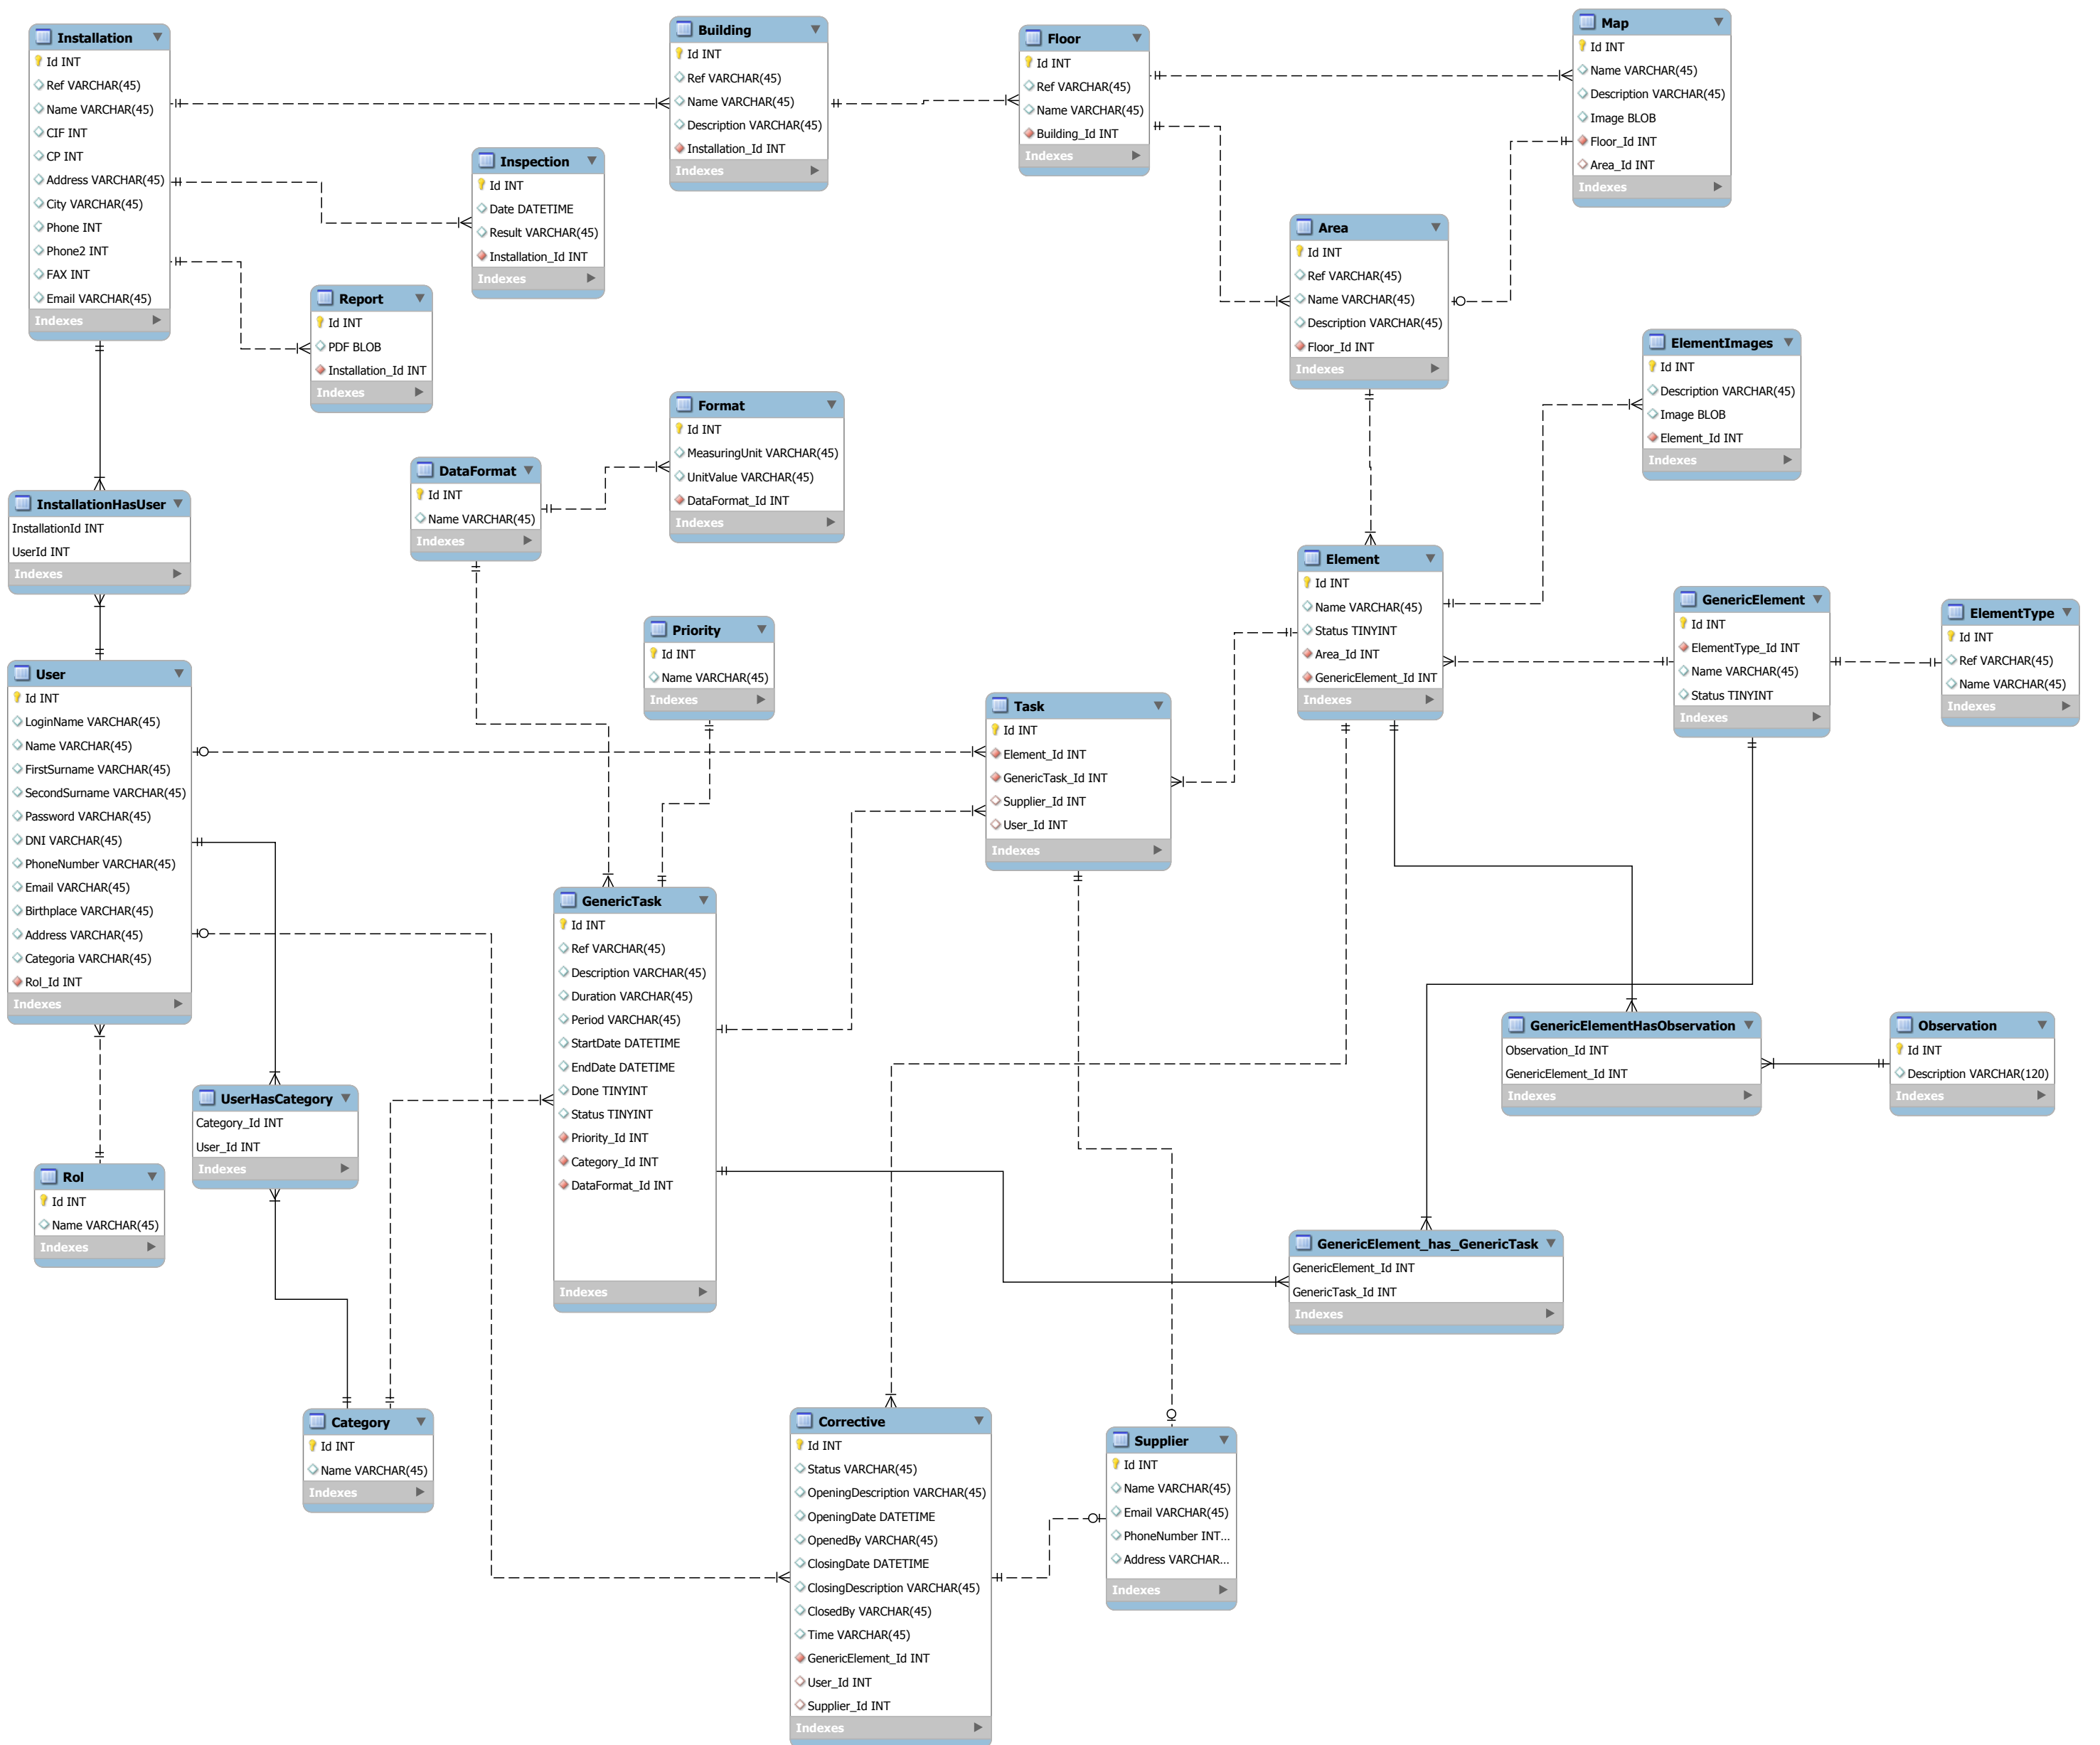 Installation
Id INT
Ref VARCHAR(45)
Name VARCHAR(45)
CIF INT
CP INT
Address VARCHAR(45)
City VARCHAR(45)
Phone INT
Phone2 INT
FAX INT
Email VARCHAR(45)
Indexes
Building
Id INT
Ref VARCHAR(45)
Name VARCHAR(45)
Description VARCHAR(45)
Installation_Id INT
Indexes
Floor
Id INT
Ref VARCHAR(45)
Name VARCHAR(45)
Building_Id INT
Indexes
Map
Id INT
Name VARCHAR(45)
Description VARCHAR(45)
Image BLOB
Floor_Id INT
Area_Id INT
Indexes
Inspection
Id INT
Date DATETIME
Result VARCHAR(45)
Installation_Id INT
Indexes
Area
Id INT
Ref VARCHAR(45)
Name VARCHAR(45)
Description VARCHAR(45)
Floor_Id INT
Indexes
Report
Id INT
PDF BLOB
Installation_Id INT
Indexes
ElementImages
Id INT
Description VARCHAR(45)
Image BLOB
Element_Id INT
Indexes
Format
Id INT
MeasuringUnit VARCHAR(45)
UnitValue VARCHAR(45)
DataFormat_Id INT
Indexes
DataFormat
Id INT
Name VARCHAR(45)
Indexes
InstallationHasUser
InstallationId INT
UserId INT
Indexes
Element
Id INT
Name VARCHAR(45)
Status TINYINT
Area_Id INT
GenericElement_Id INT
Indexes
GenericElement
Id INT
ElementType_Id INT
Name VARCHAR(45)
Status TINYINT
Indexes
ElementType
Id INT
Ref VARCHAR(45)
Name VARCHAR(45)
Indexes
Priority
Id INT
Name VARCHAR(45)
Indexes
User
Id INT
LoginName VARCHAR(45)
Name VARCHAR(45)
FirstSurname VARCHAR(45)
SecondSurname VARCHAR(45)
Password VARCHAR(45)
DNI VARCHAR(45)
PhoneNumber VARCHAR(45)
Email VARCHAR(45)
Birthplace VARCHAR(45)
Address VARCHAR(45)
Categoria VARCHAR(45)
Rol_Id INT
Indexes
Task
Id INT
Element_Id INT
GenericTask_Id INT
Supplier_Id INT
User_Id INT
Indexes
GenericTask
Id INT
Ref VARCHAR(45)
Description VARCHAR(45)
Duration VARCHAR(45)
Period VARCHAR(45)
StartDate DATETIME
EndDate DATETIME
Done TINYINT
Status TINYINT
Priority_Id INT
Category_Id INT
DataFormat_Id INT
Indexes
GenericElementHasObservation
Observation_Id INT
GenericElement_Id INT
Indexes
Observation
Id INT
Description VARCHAR(120)
Indexes
UserHasCategory
Category_Id INT
User_Id INT
Indexes
Rol
Id INT
Name VARCHAR(45)
Indexes
GenericElement_has_GenericTask
GenericElement_Id INT
GenericTask_Id INT
Indexes
Category
Id INT
Name VARCHAR(45)
Indexes
Corrective
Id INT
Status VARCHAR(45)
OpeningDescription VARCHAR(45)
OpeningDate DATETIME
OpenedBy VARCHAR(45)
ClosingDate DATETIME
ClosingDescription VARCHAR(45)
ClosedBy VARCHAR(45)
Time VARCHAR(45)
GenericElement_Id INT
User_Id INT
Supplier_Id INT
Indexes
Supplier
Id INT
Name VARCHAR(45)
Email VARCHAR(45)
PhoneNumber INT...
Address VARCHAR...
Indexes